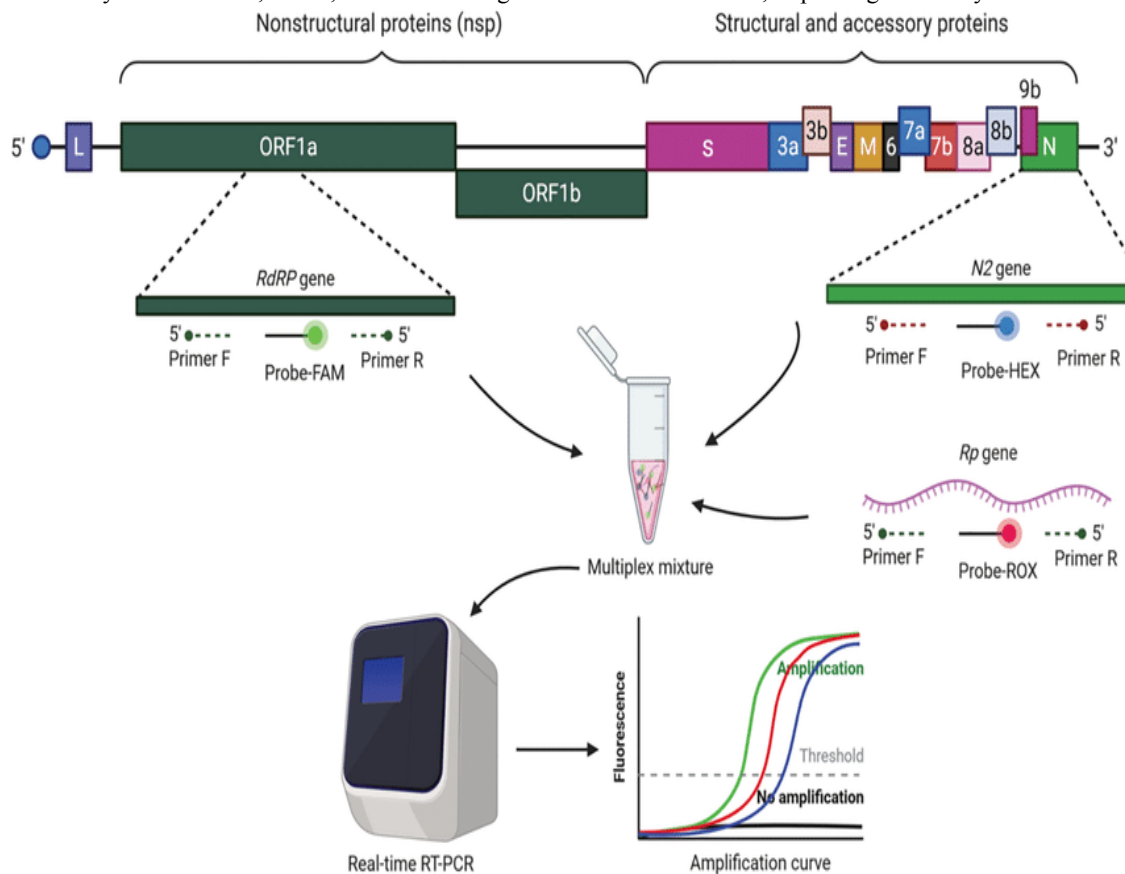 Nonstructural proteins (nsp)
Structural and accessory proteins
9b
5'
L
ORF1a
S
3a
3b
E
M
6
7a
7b
8a
8b
N
3'
ORF1b
RdRP gene
5'
5'
Primer F
Probe-FAM
Primer R
N2 gene
5'
5'
Primer F
Probe-HEX
Primer R
Rp gene
5'
5'
Primer F
Probe-ROX
Primer R
Multiplex mixture
Fluorescence
Amplification
Threshold
No amplification
Real-time RT-PCR
Amplification curve